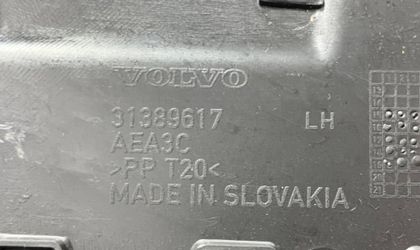 VOLVO
31389617 LH
AEA3C
>PP T20<
MADE IN SLOVAKIA